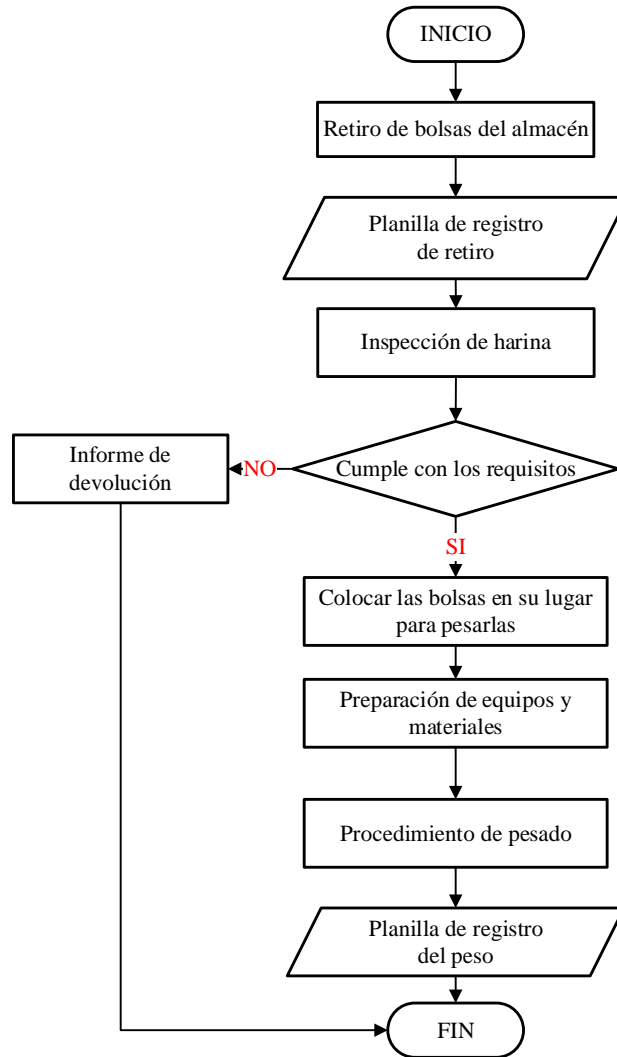 INICIO
Retiro de bolsas del almacén
Planilla de registro
de retiro
Inspección de harina
Cumple con los requisitos
NO
Informe de
devolución
SI
Colocar las bolsas en su lugar
para pesarlas
Preparación de equipos y
materiales
Procedimiento de pesado
Planilla de registro
del peso
FIN